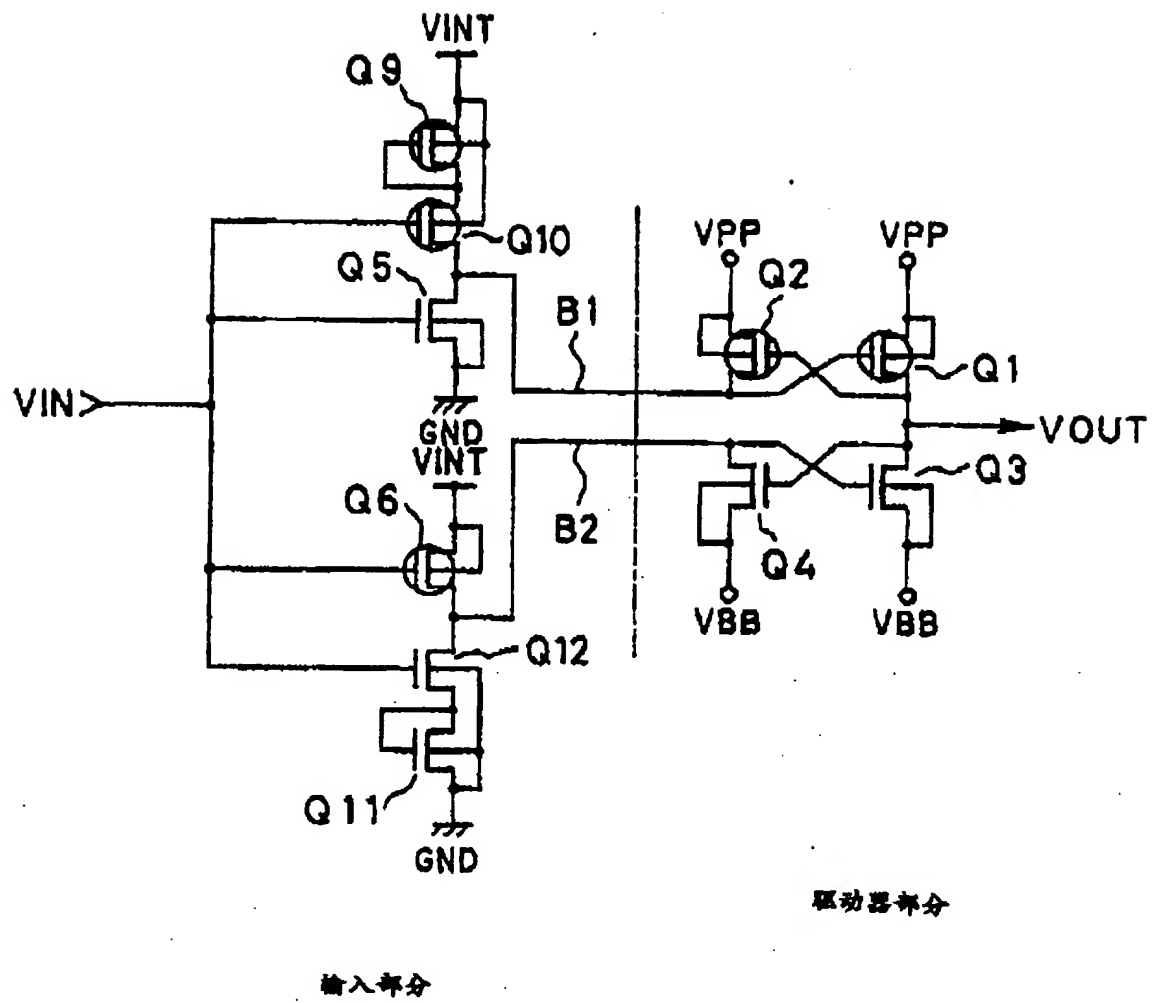 VINT
Q9
Q10
Q5
VIN
GND
VINT
Q6
Q12
Q11
GND
B1
B2
VPP
VPP
Q2
Q1
VOUT
Q3
Q4
VBB
VBB
驱动器部分
输入部分